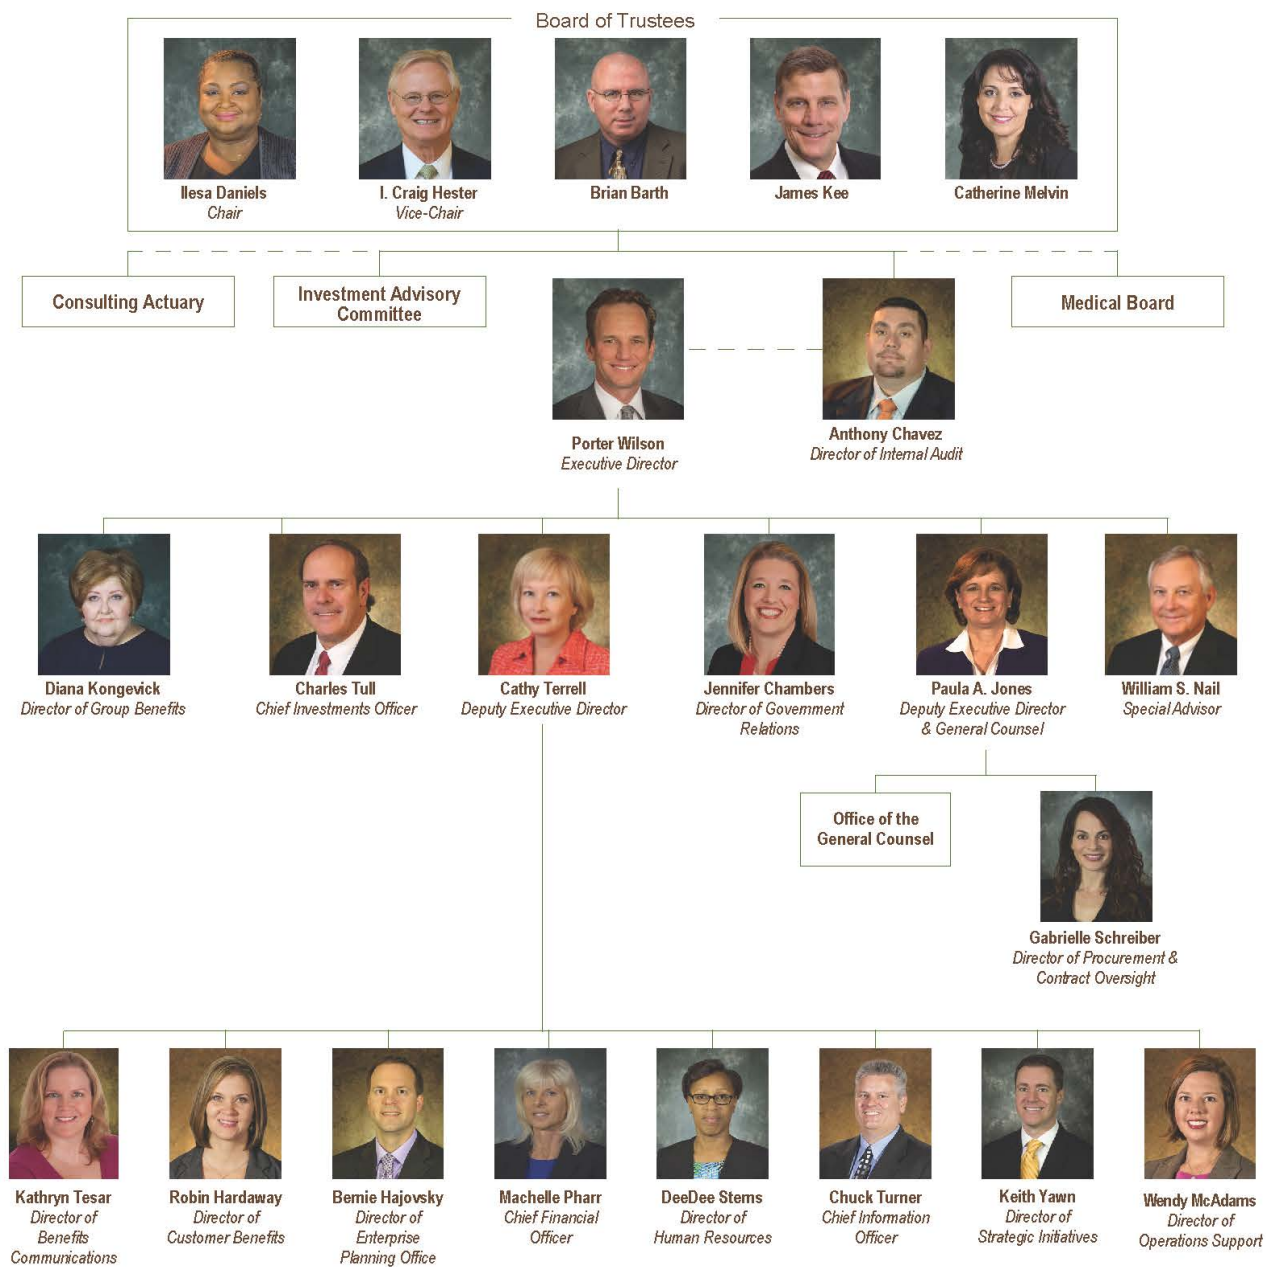 Board of Trustees
Ilesa Daniels
Chair
I. Craig Hester
Vice-Chair
Brian Barth
James Kee
Catherine Melvin
Consulting Actuary
Investment Advisory
Committee
Medical Board
Porter Wilson
Executive Director
Anthony Chavez
Director of Internal Audit
Diana Kongevick
Director of Group Benefits
Charles Tull
Chief Investments Officer
Cathy Terrell
Deputy Executive Director
Jennifer Chambers
Director of Government
Relations
Paula A. Jones
Deputy Executive Director
& General Counsel
William S. Nail
Special Advisor
Office of the
General Counsel
Gabrielle Schreiber
Director of Procurement &
Contract Oversight
Kathryn Tesar
Director of
Benefits
Communications
Robin Hardaway
Director of
Customer Benefits
Bernie Hajovsky
Director of
Enterprise
Planning Office
Machelle Pharr
Chief Financial
Officer
DeeDee Sterns
Director of
Human Resources
Chuck Turner
Chief Information
Officer
Keith Yawn
Director of
Strategic Initiatives
Wendy McAdams
Director of
Operations Support